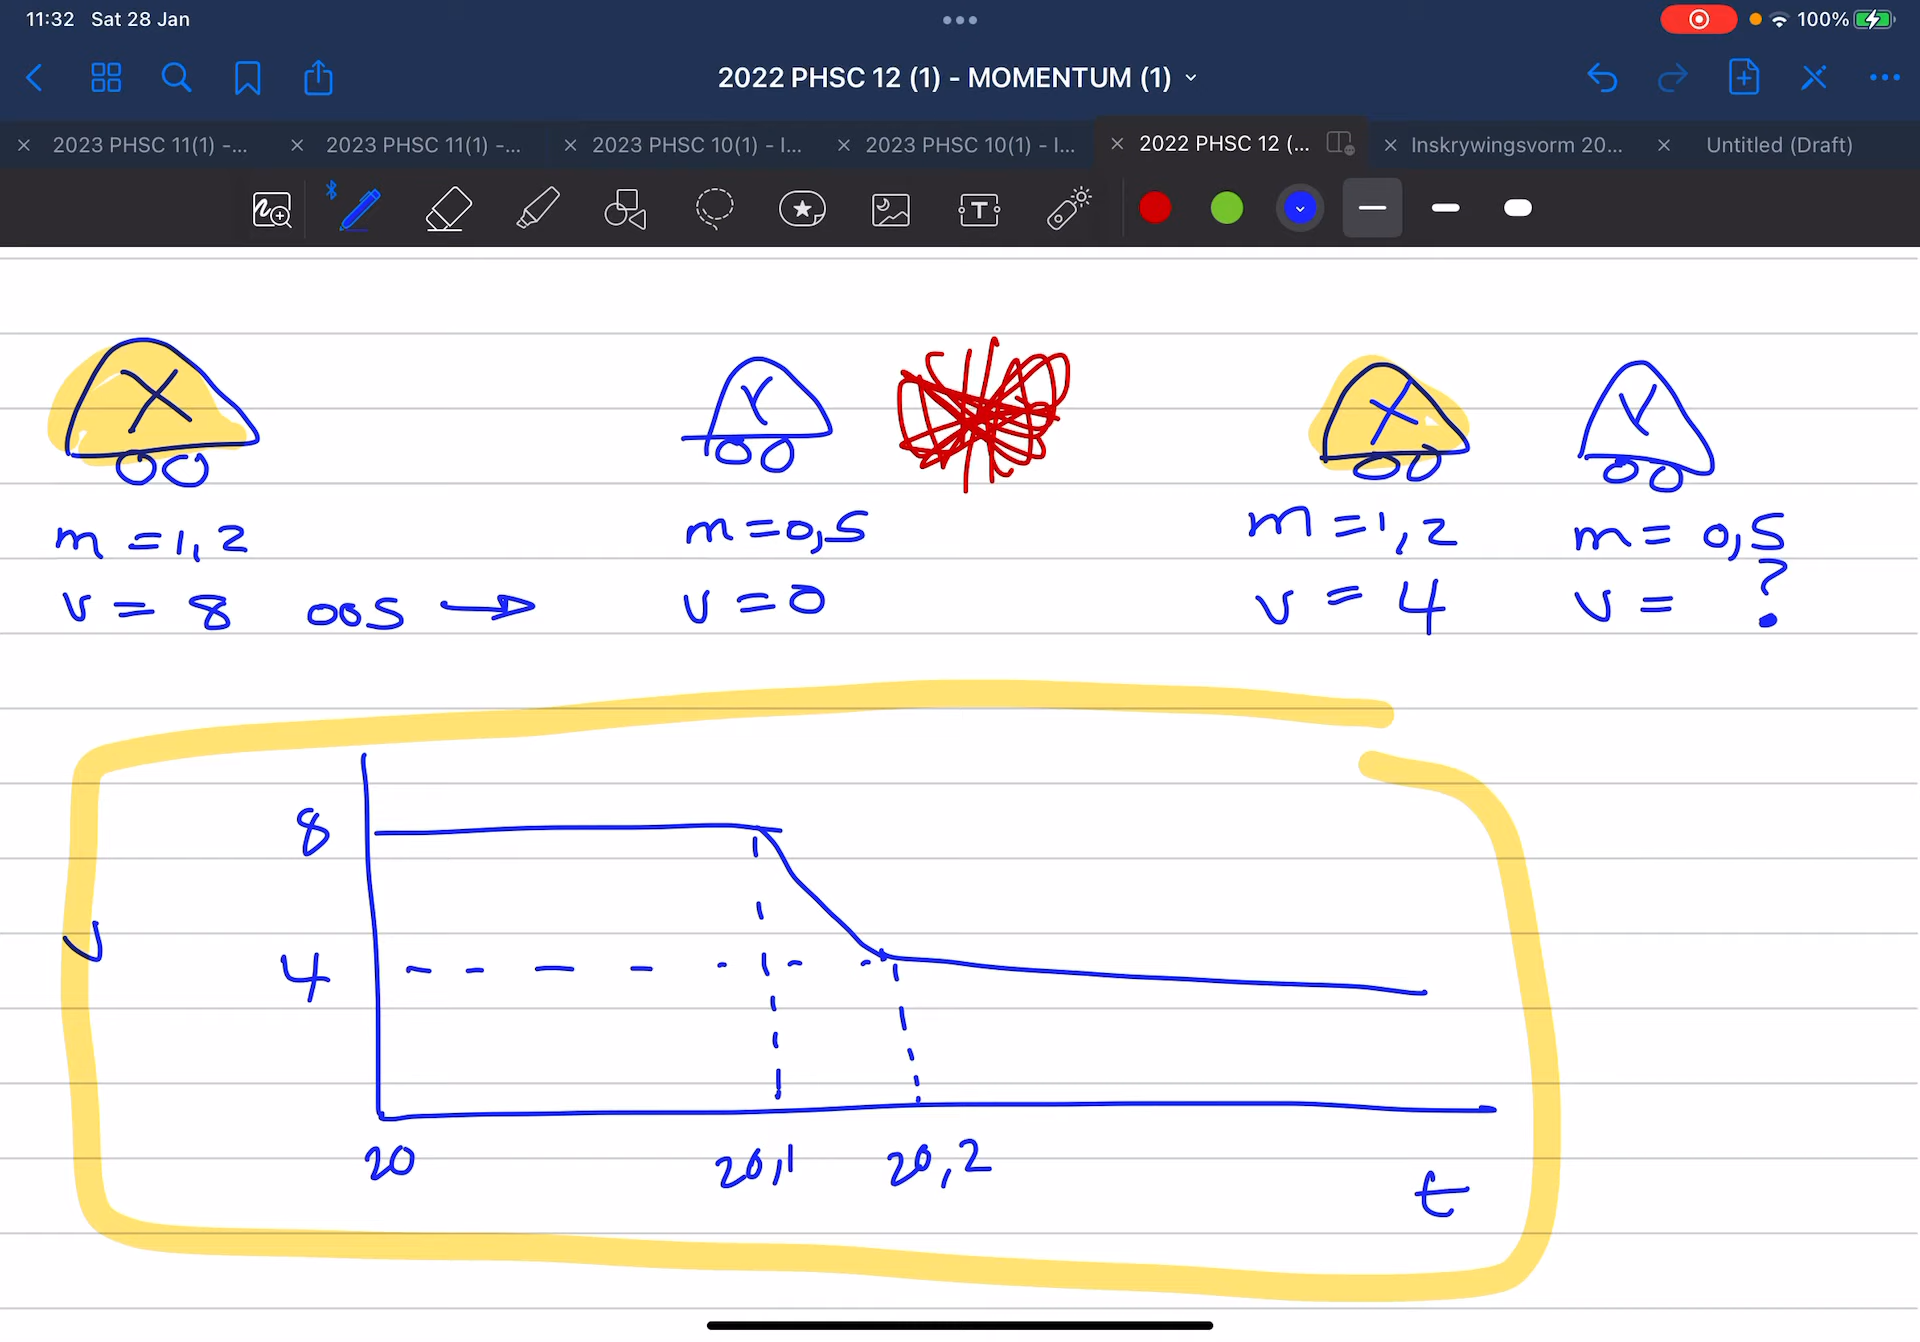 11:32 Sat 28 Jan
100%
2022 PHSC 12 (1) - MOMENTUM (1)
2023 PHSC 11(1) -...
2023 PHSC 11(1) -...
2023 PHSC 10(1) - I...
2023 PHSC 10(1) - I...
2022 PHSC 12 (...
Inskrywingsvorm 20...
Untitled (Draft)
T
X
Y
X
Y
m = 1,2
m = 0,5
m = 1,2
m = 0,5
v = 8 oos →
v = 0
v = 4
v = ?
8
v
4
20
20,1
20,2
t